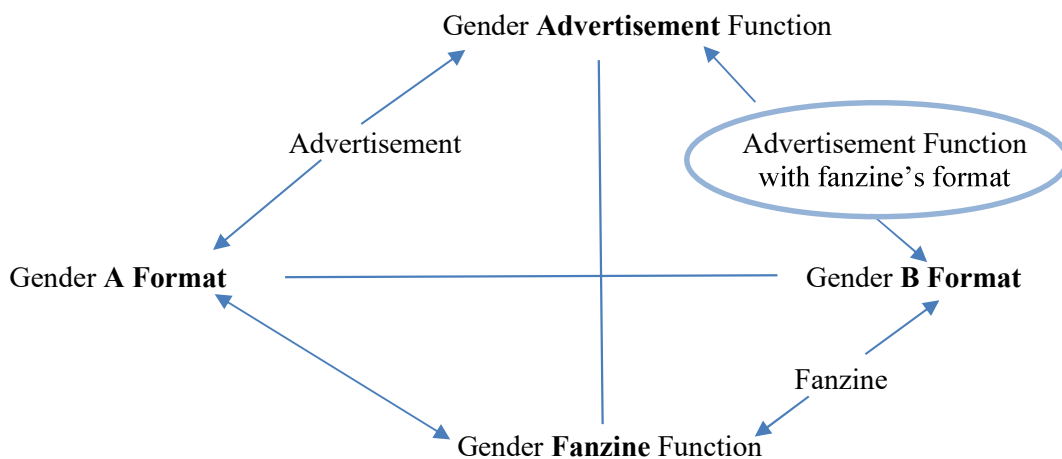 Gender Advertisement Function
Advertisement
Advertisement Function
with fanzine’s format
Gender A Format
Gender B Format
Fanzine
Gender Fanzine Function